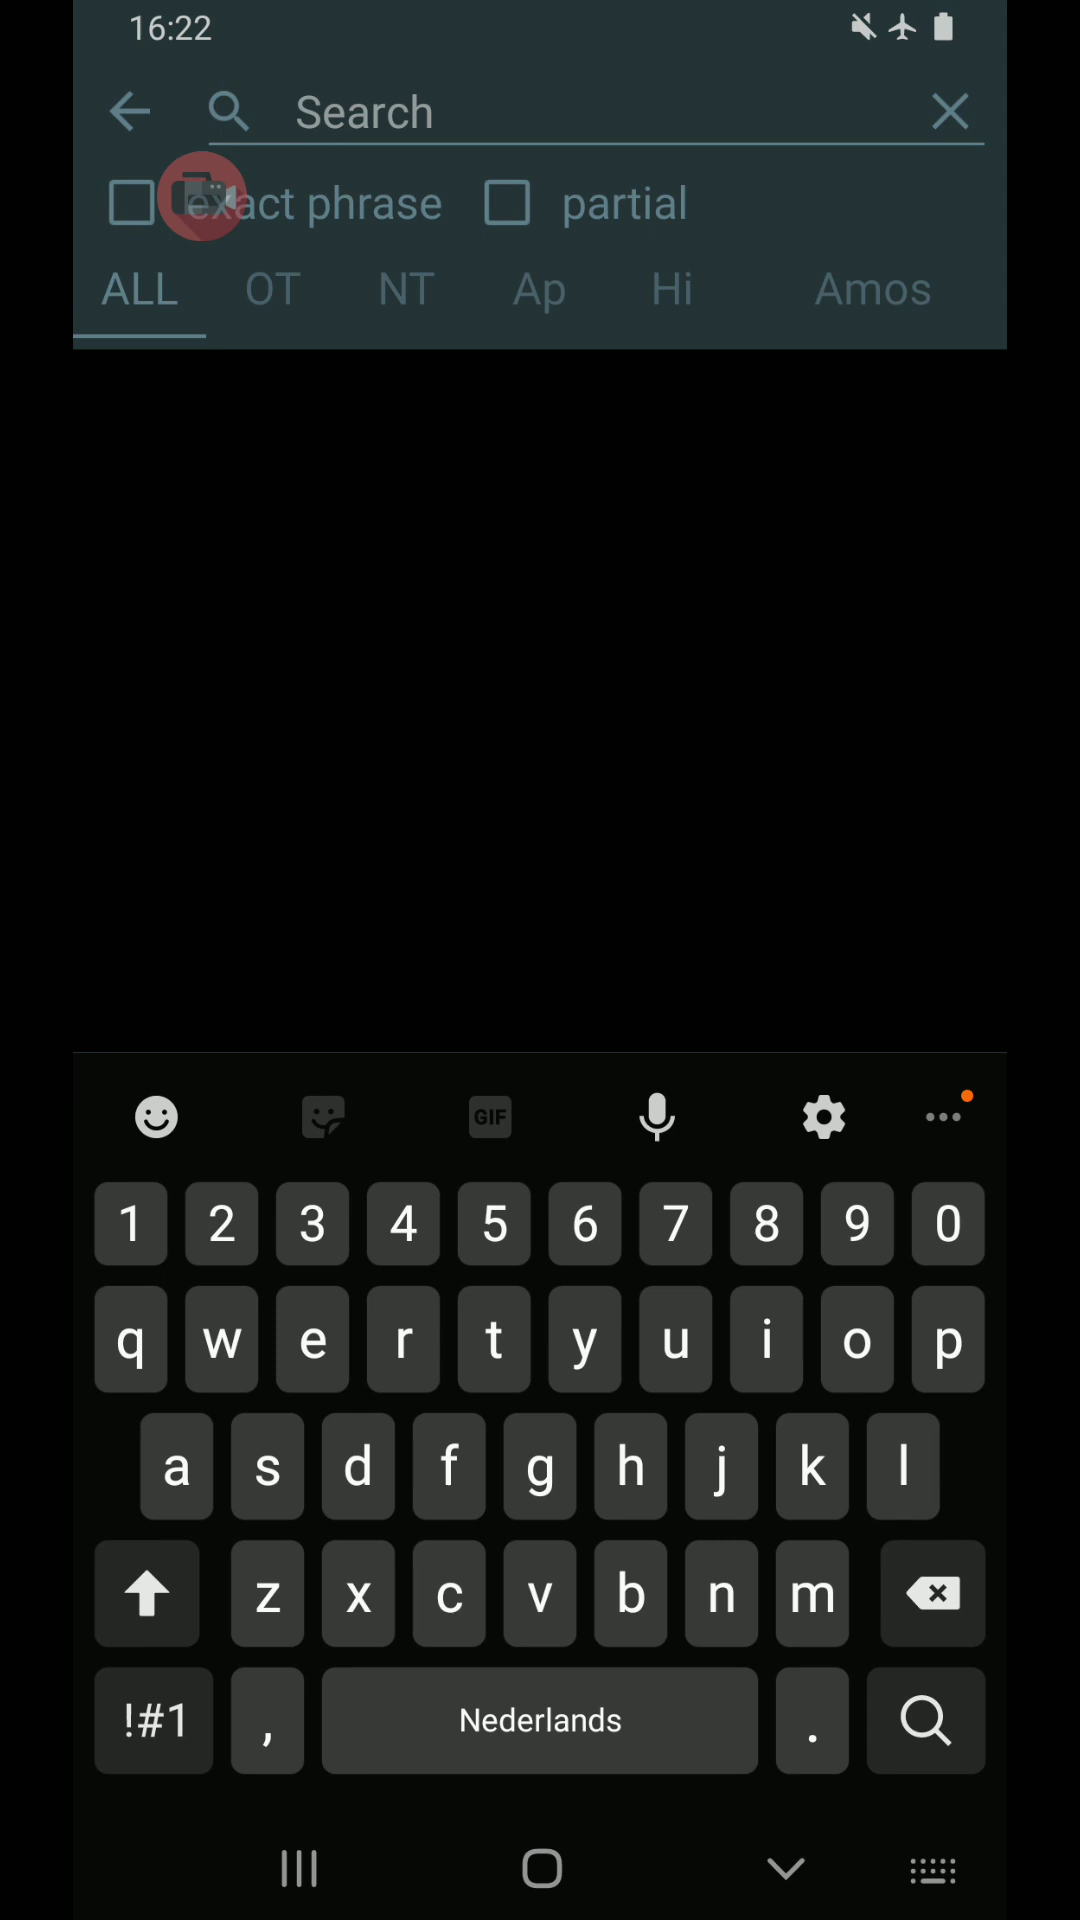 16:22
Search
exact phrase partial
ALL OT NT Ap Hi Amos
GIF
1 2 3 4 5 6 7 8 9 0
q w e r t y u i o p
a s d f g h j k l
z x c v b n m
!#1 , Nederlands .